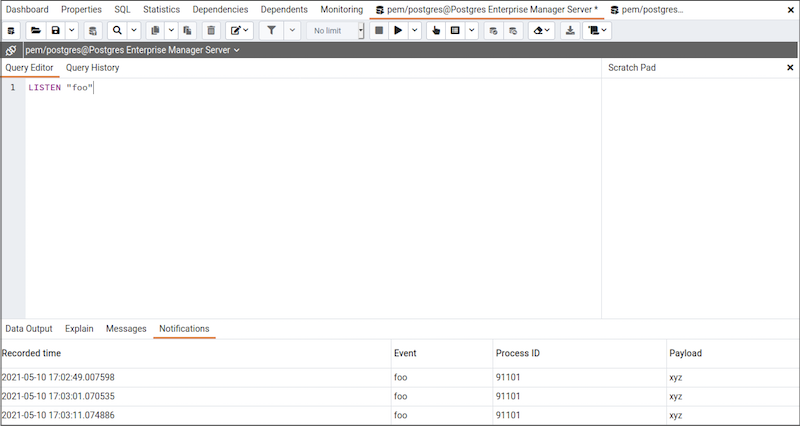 Dashboard Properties SQL Statistics Dependencies Dependents Monitoring pem/postgres@Postgres Enterprise Manager Server * pem/postgres...
No limit
pem/postgres@Postgres Enterprise Manager Server
Query Editor Query History Scratch Pad
1 LISTEN "foo"
Data Output Explain Messages Notifications
Recorded time Event Process ID Payload
2021-05-10 17:02:49.007598 foo 91101 xyz
2021-05-10 17:03:01.070535 foo 91101 xyz
2021-05-10 17:03:11.074886 foo 91101 xyz